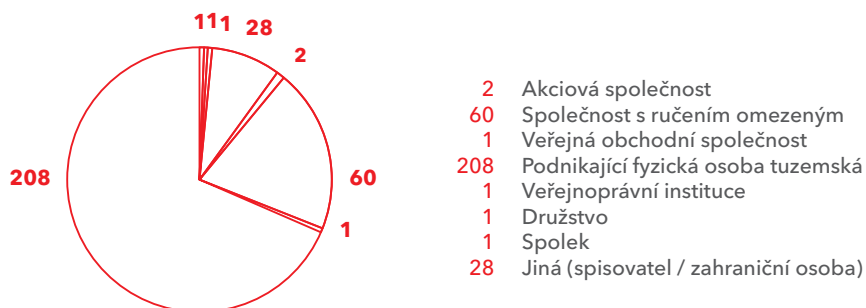 111 28
2
208
60
1
2 Akciová společnost
60 Společnost s ručením omezeným
1 Veřejná obchodní společnost
208 Podnikající fyzická osoba tuzemská
1 Veřejnoprávní instituce
1 Družstvo
1 Spolek
28 Jiná (spisovatel / zahraniční osoba)